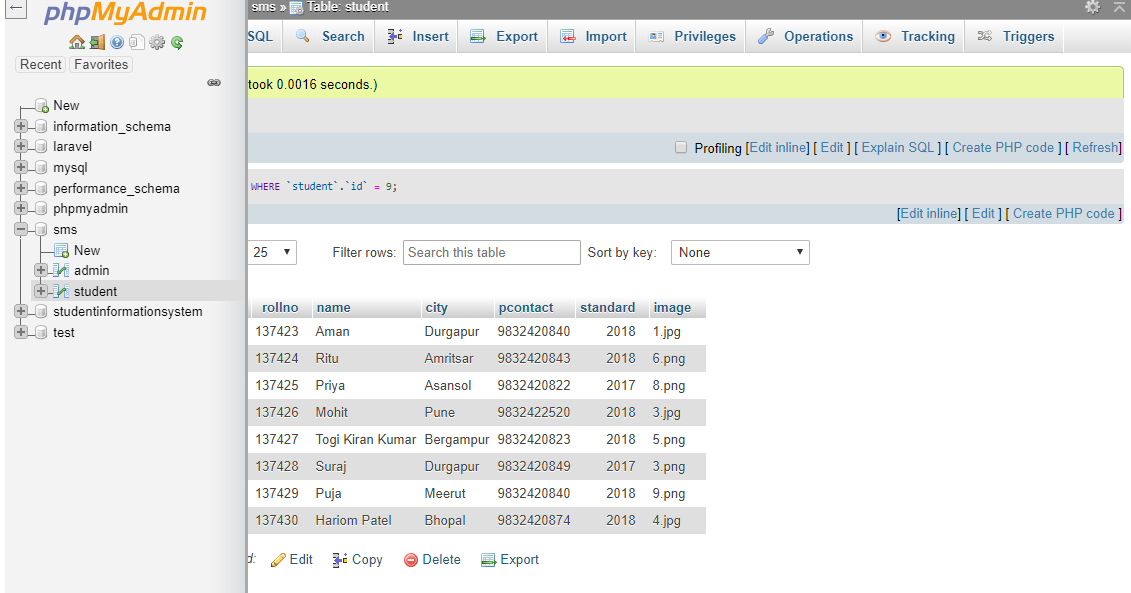 phpMyAdmin
Recent Favorites
New
information_schema
laravel
mysql
performance_schema
phpmyadmin
sms
New
admin
student
studentinformationsystem
test
sms » Table: student
SQL Search Insert Export Import Privileges Operations Tracking Triggers
took 0.0016 seconds.)
Profiling [Edit inline] [ Edit ] [ Explain SQL ] [ Create PHP code ] [ Refresh]
WHERE `student`.`id` = 9;
[Edit inline] [ Edit ] [ Create PHP code ]
25 Filter rows: Search this table Sort by key: None
rollno name city pcontact standard image
137423 Aman Durgapur 9832420840 2018 1.jpg
137424 Ritu Amritsar 9832420843 2018 6.png
137425 Priya Asansol 9832420822 2017 8.png
137426 Mohit Pune 9832422520 2018 3.jpg
137427 Togi Kiran Kumar Bergampur 9832420823 2018 5.png
137428 Suraj Durgapur 9832420849 2017 3.png
137429 Puja Meerut 9832420840 2018 9.png
137430 Hariom Patel Bhopal 9832420874 2018 4.jpg
d: Edit Copy Delete Export